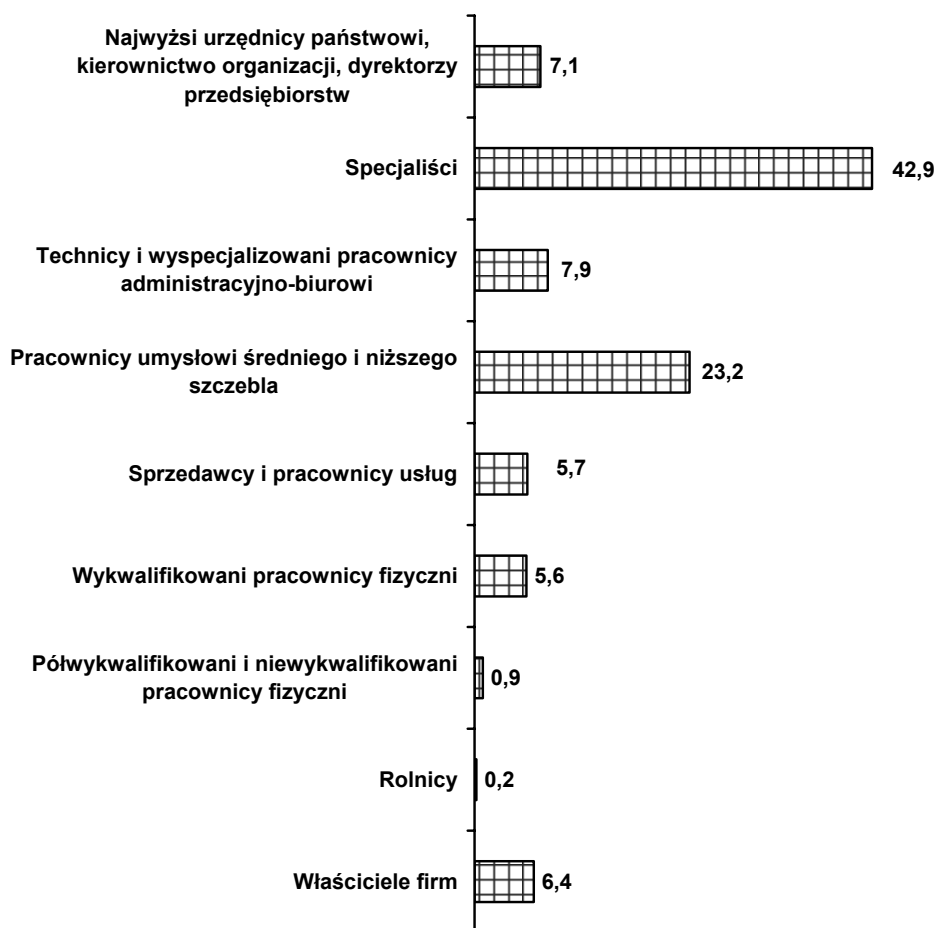 Najwyżsi urzędnicy państwowi,
kierownictwo organizacji, dyrektorzy
przedsiębiorstw
7,1
Specjaliści
42,9
Technicy i wyspecjalizowani pracownicy
administracyjno-biurowi
7,9
Pracownicy umysłowi średniego i niższego
szczebla
23,2
Sprzedawcy i pracownicy usług
5,7
Wykwalifikowani pracownicy fizyczni
5,6
Półwykwalifikowani i niewykwalifikowani
pracownicy fizyczni
0,9
Rolnicy
0,2
Właściciele firm
6,4